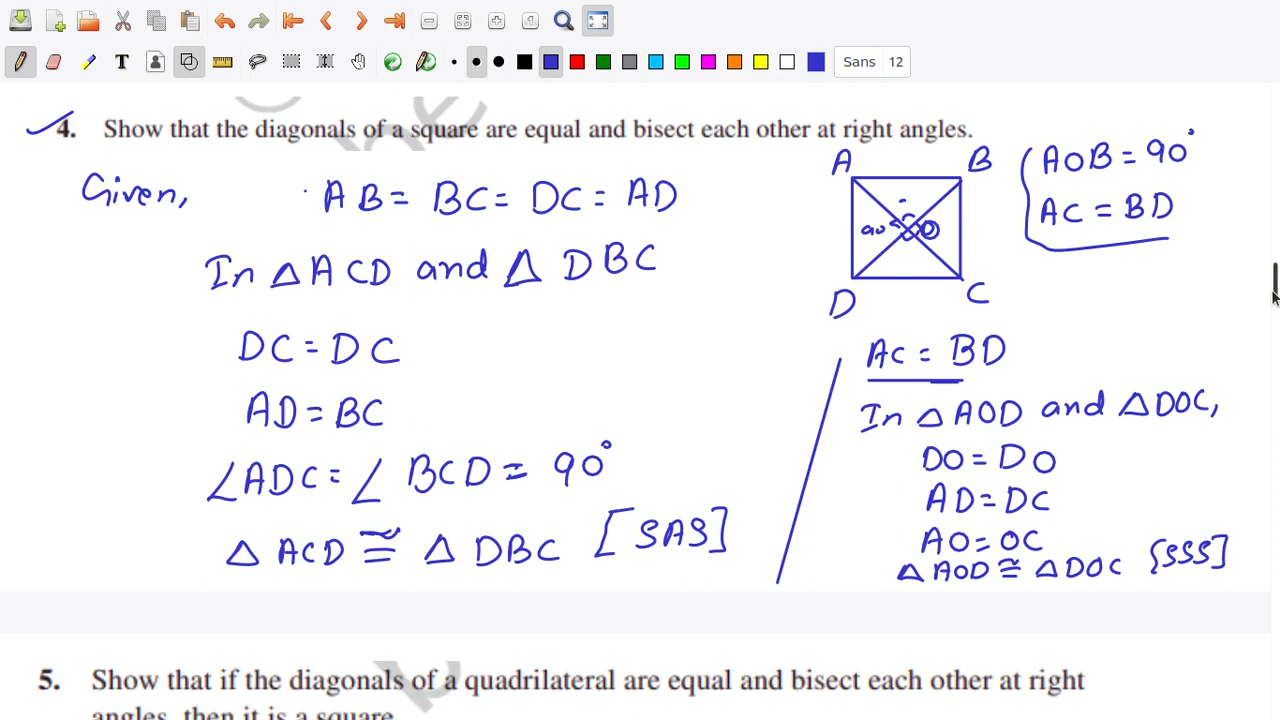 Sans 12
4. Show that the diagonals of a square are equal and bisect each other at right angles.
Given, AB = BC = DC = AD
In △ ACD and △ DBC
DC = DC
AD = BC
∠ADC = ∠ BCD = 90°
△ ACD ≅ △ DBC [SAS]
A B
90
D C
AOB = 90°
AC = BD
AC = BD
In △ AOD and △DOC,
DO = DO
AD = DC
AO = OC
△ AOD ≅ △DOC [SSS]
5. Show that if the diagonals of a quadrilateral are equal and bisect each other at right
angles, then it is a square.